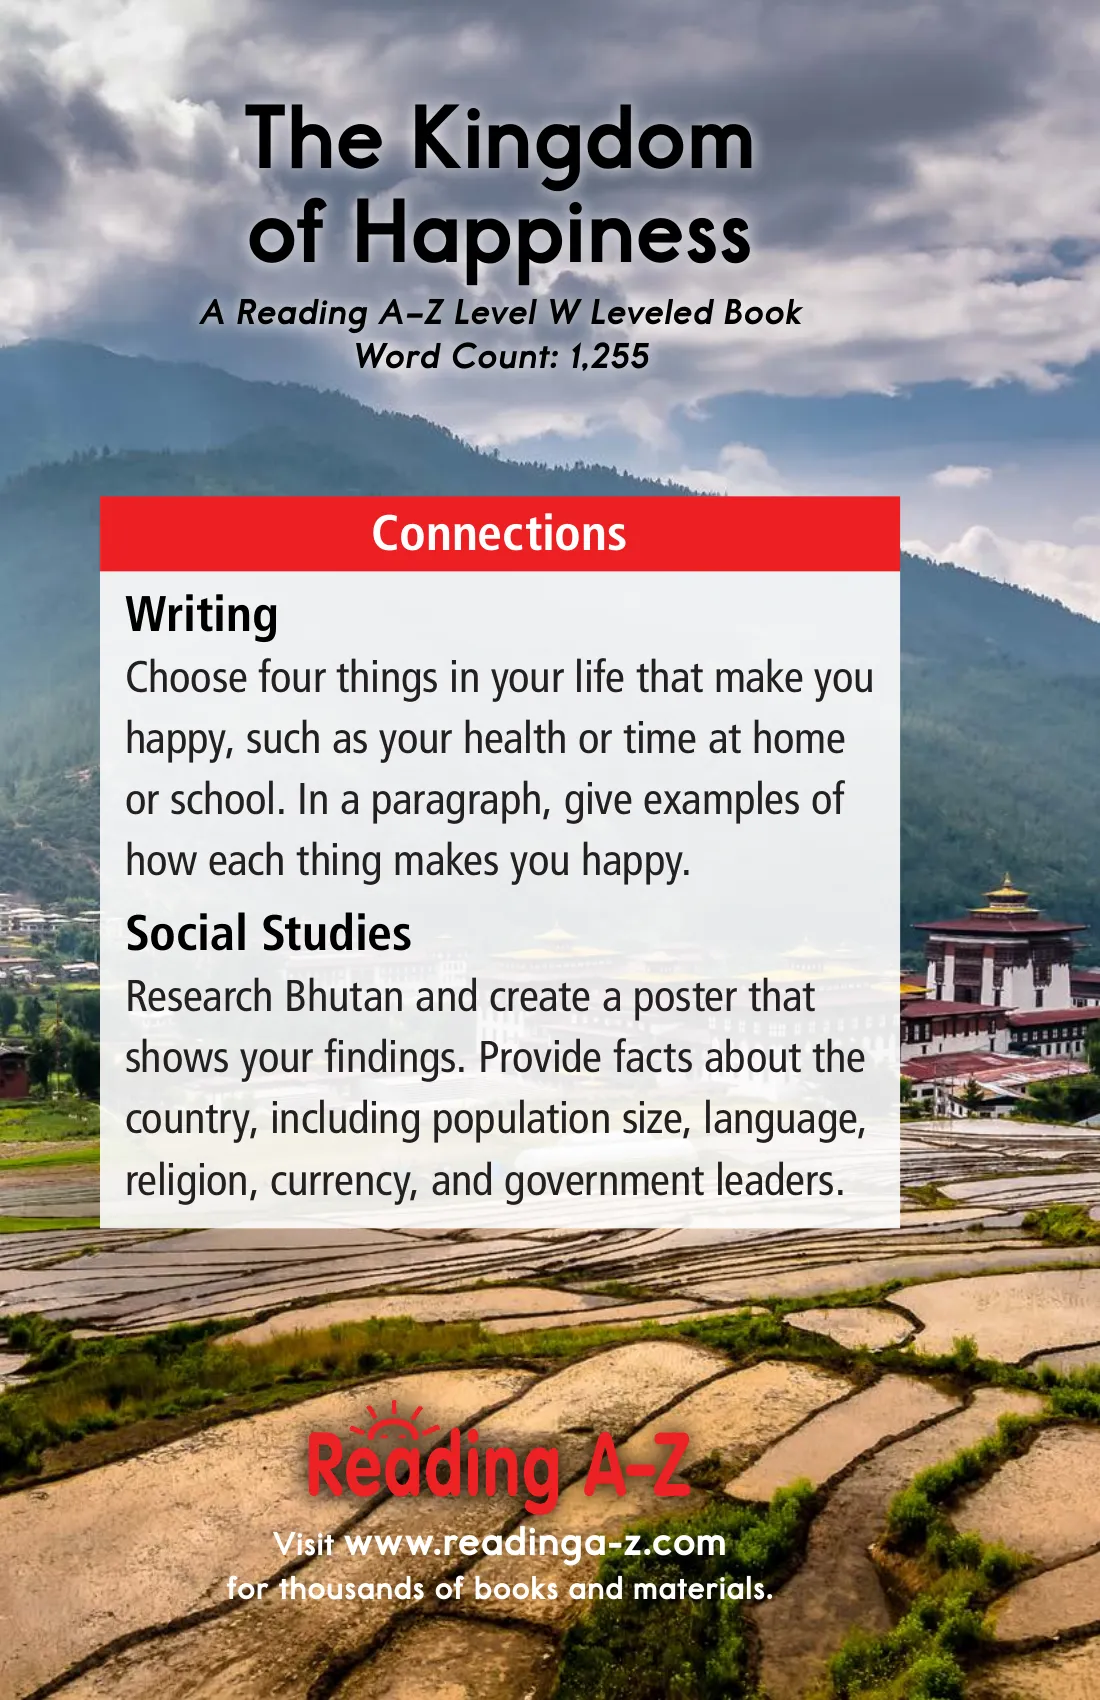 The Kingdom
of Happiness
A Reading A–Z Level W Leveled Book
Word Count: 1,255
Connections
Writing
Choose four things in your life that make you
happy, such as your health or time at home
or school. In a paragraph, give examples of
how each thing makes you happy.
Social Studies
Research Bhutan and create a poster that
shows your findings. Provide facts about the
country, including population size, language,
religion, currency, and government leaders.
Reading A–Z
Visit www.readinga-z.com
for thousands of books and materials.